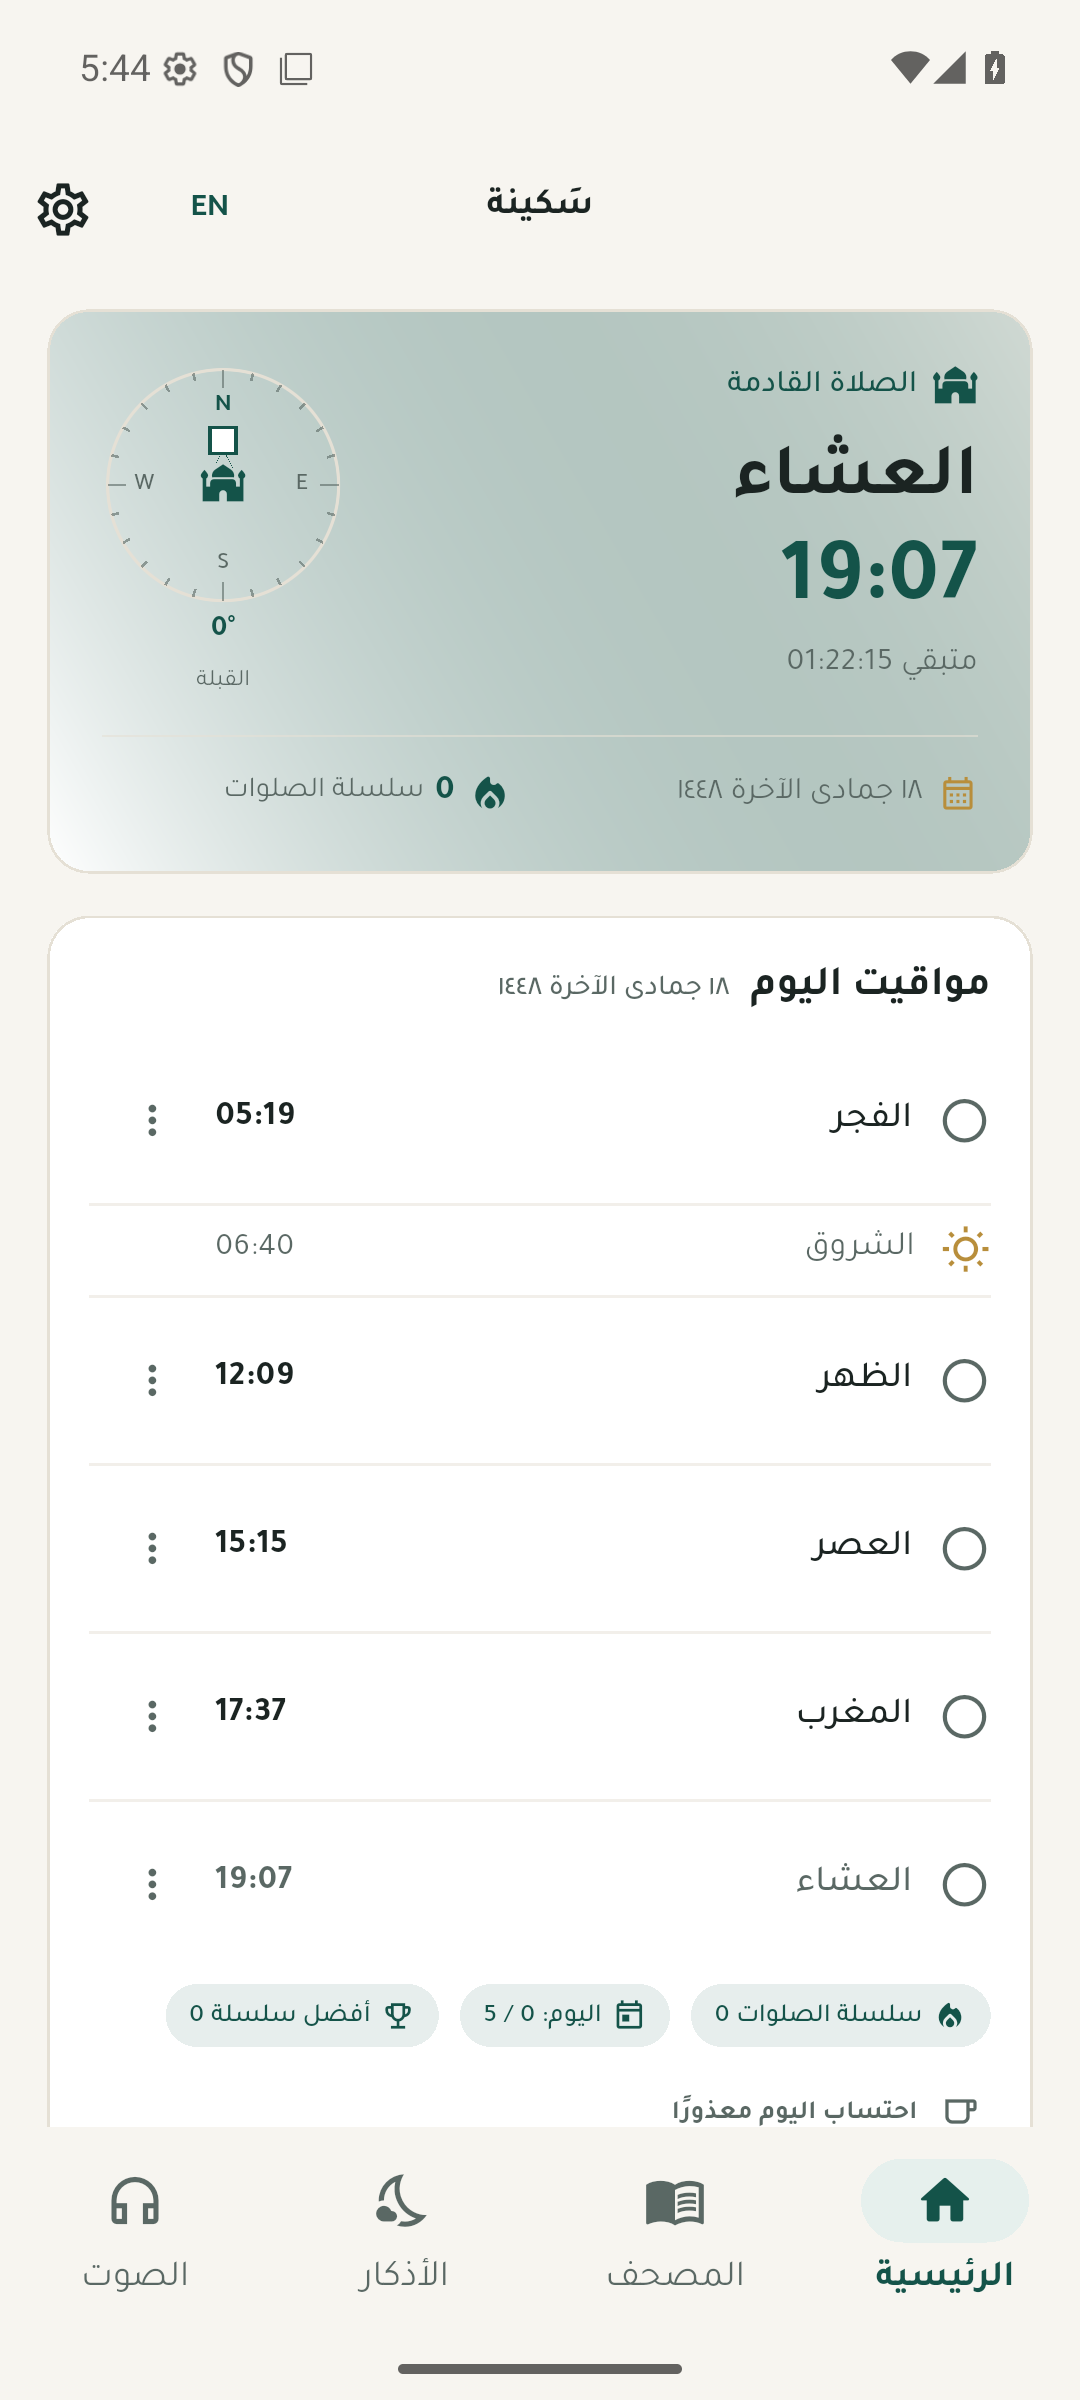 5:44
سَكينة
EN
الصلاة القادمة
العشاء
19:07
متبقي 01:22:15
N
W
E
S
0°
القبلة
١٨ جمادى الآخرة ١٤٤٨
0 سلسلة الصلوات
مواقيت اليوم ١٨ جمادى الآخرة ١٤٤٨
الفجر 05:19
الشروق 06:40
الظهر 12:09
العصر 15:15
المغرب 17:37
العشاء 19:07
سلسلة الصلوات 0
اليوم: 0 / 5
أفضل سلسلة 0
احتساب اليوم معذورًا
الرئيسية
المصحف
الأذكار
الصوت